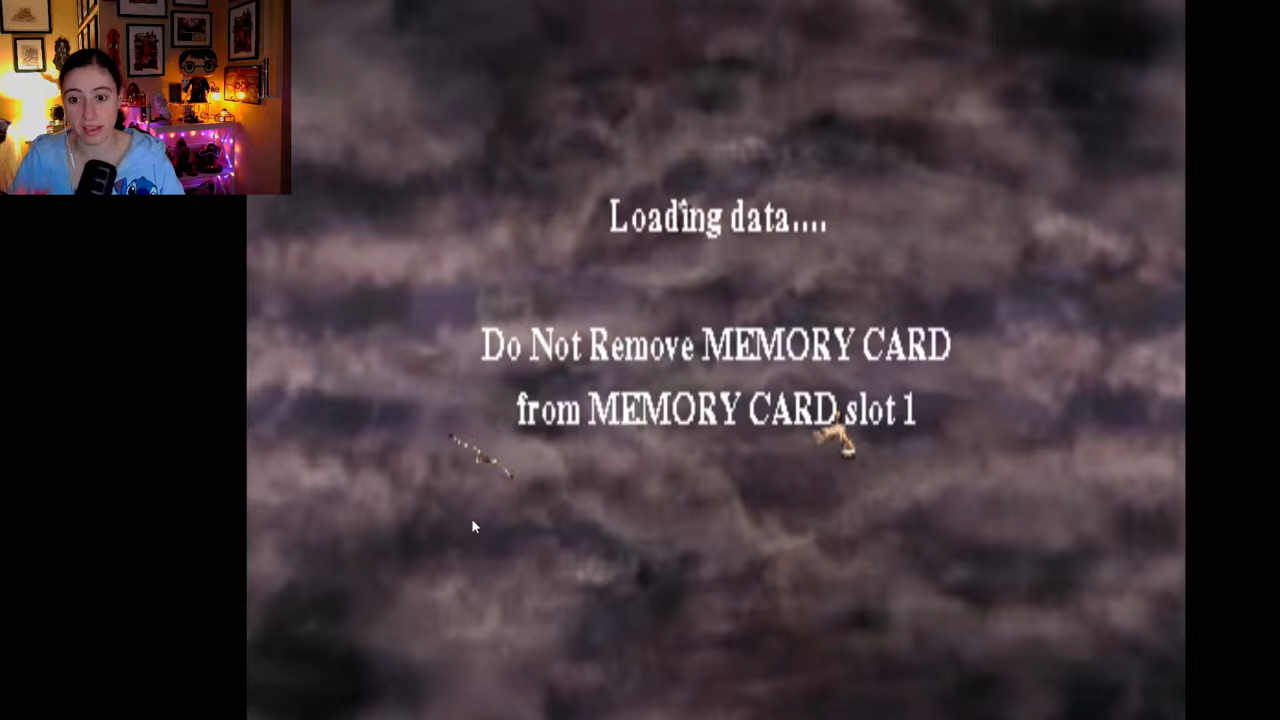 Loading data....
Do Not Remove MEMORY CARD
from MEMORY CARD slot 1